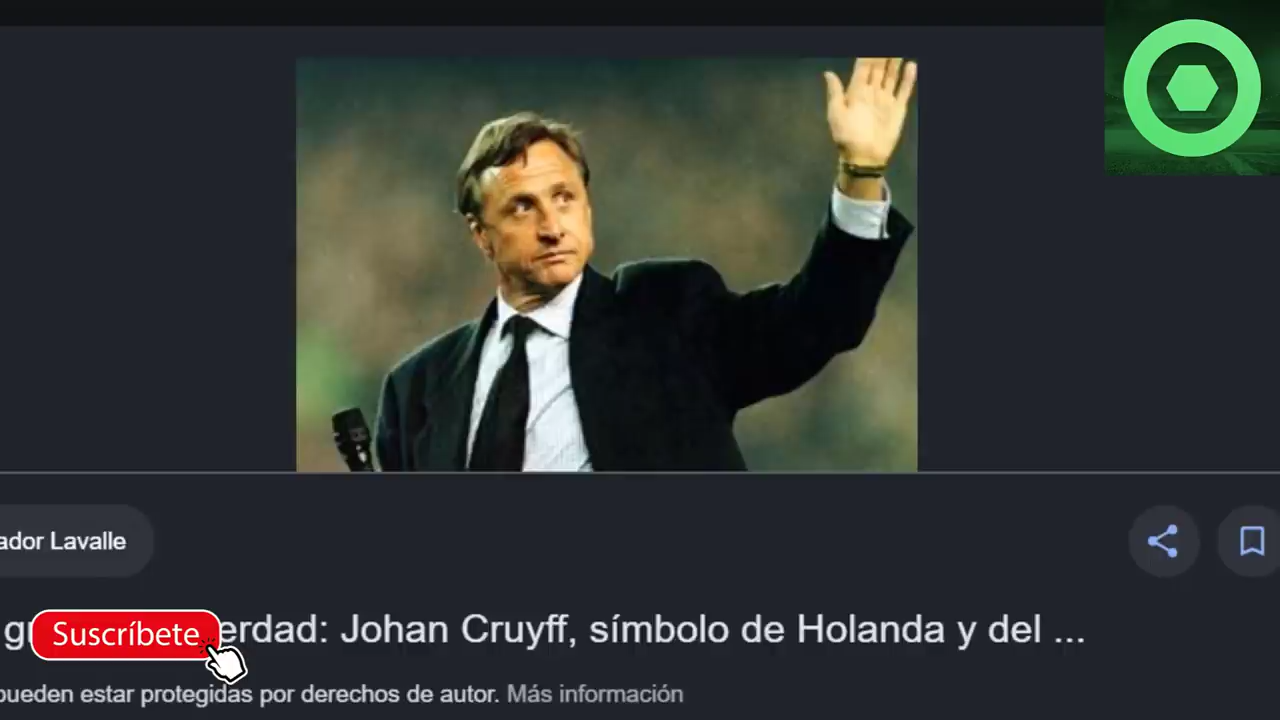 ador Lavalle
Suscríbete
erdad: Johan Cruyff, símbolo de Holanda y del ...
pueden estar protegidas por derechos de autor. Más información